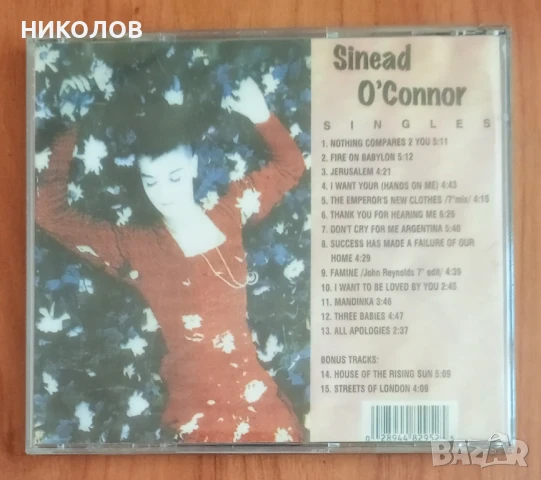 НИКОЛОВ
Sinead
O'Connor
SINGLES
1. NOTHING COMPARES 2 YOU 5:11
2. FIRE ON BABYLON 5:12
3. JERUSALEM 4:21
4. I WANT YOUR (HANDS ON ME) 4:43
5. THE EMPEROR'S NEW CLOTHES /7'mix/ 4:15
6. THANK YOU FOR HEARING ME 6:25
7. DON'T CRY FOR ME ARGENTINA 5:40
8. SUCCESS HAS MADE A FAILURE OF OUR
HOME 4:29
9. FAMINE /John Reynolds 7' edit/ 4:39
10. I WANT TO BE LOVED BY YOU 2:45
11. MANDINKA 3:46
12. THREE BABIES 4:47
13. ALL APOLOGIES 2:37
BONUS TRACKS:
14. HOUSE OF THE RISING SUN 5:09
15. STREETS OF LONDON 4:09
0 28944 82952
BAZAR